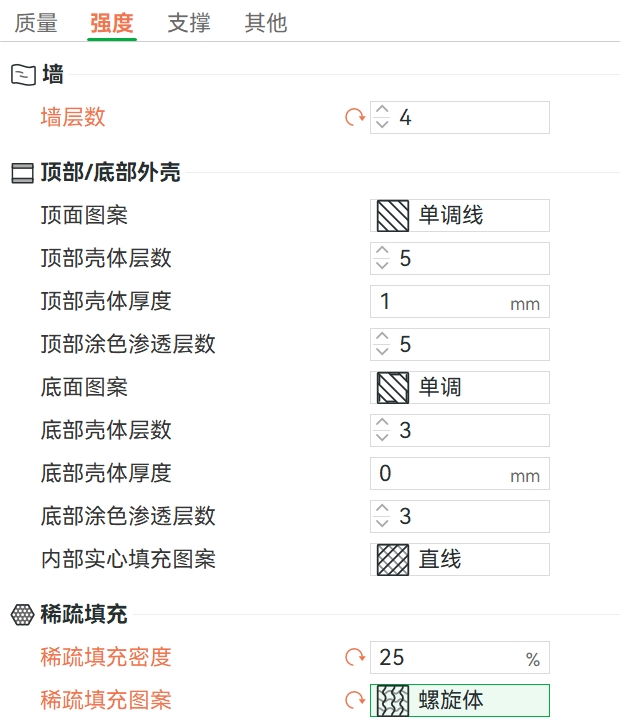 质量 强度 支撑 其他
墙
墙层数 4
顶部/底部外壳
顶面图案 单调线
顶部壳体层数 5
顶部壳体厚度 1 mm
顶部涂色渗透层数 5
底面图案 单调
底部壳体层数 3
底部壳体厚度 0 mm
底部涂色渗透层数 3
内部实心填充图案 直线
稀疏填充
稀疏填充密度 25 %
稀疏填充图案 螺旋体